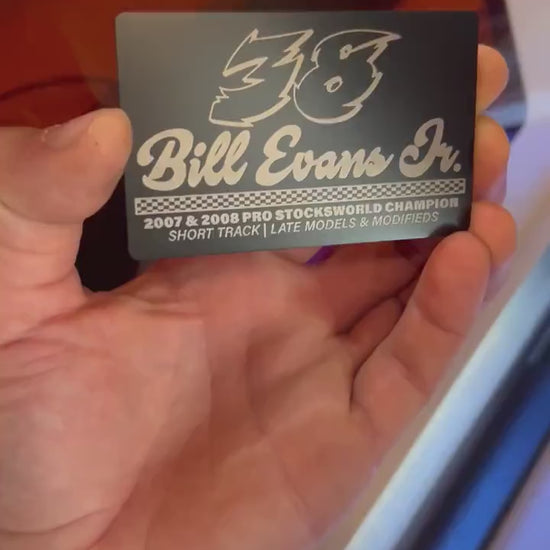 38
Bill Evans Jr.
2007 & 2008 PRO STOCKSWORLD CHAMPION
SHORT TRACK | LATE MODELS & MODIFIEDS